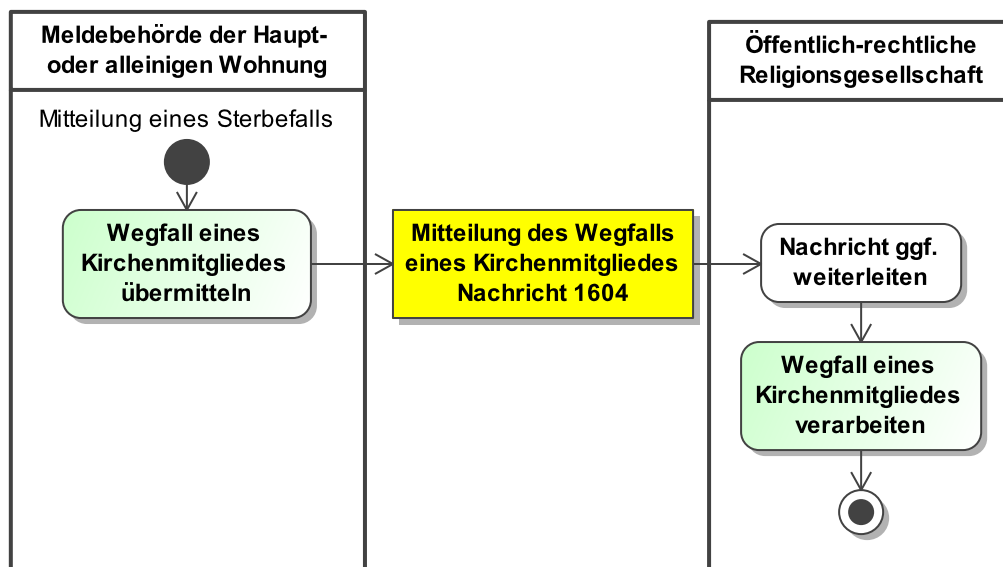 Meldebehörde der Haupt-
oder alleinigen Wohnung
Mitteilung eines Sterbefalls
Wegfall eines
Kirchenmitgliedes
übermitteln
Mitteilung des Wegfalls
eines Kirchenmitgliedes
Nachricht 1604
Öffentlich-rechtliche
Religionsgesellschaft
Nachricht ggf.
weiterleiten
Wegfall eines
Kirchenmitgliedes
verarbeiten